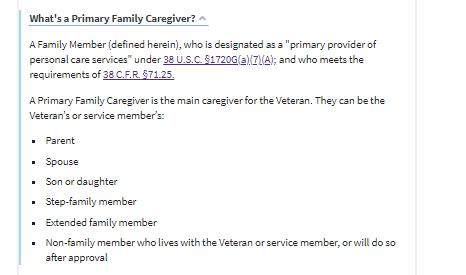 What's a Primary Family Caregiver?
A Family Member (defined herein), who is designated as a "primary provider of
personal care services" under 38 U.S.C. §1720G(a)(7)(A); and who meets the
requirements of 38 C.F.R. §71.25.
A Primary Family Caregiver is the main caregiver for the Veteran. They can be the
Veteran's or service member's:
▪ Parent
▪ Spouse
▪ Son or daughter
▪ Step-family member
▪ Extended family member
▪ Non-family member who lives with the Veteran or service member, or will do so
after approval